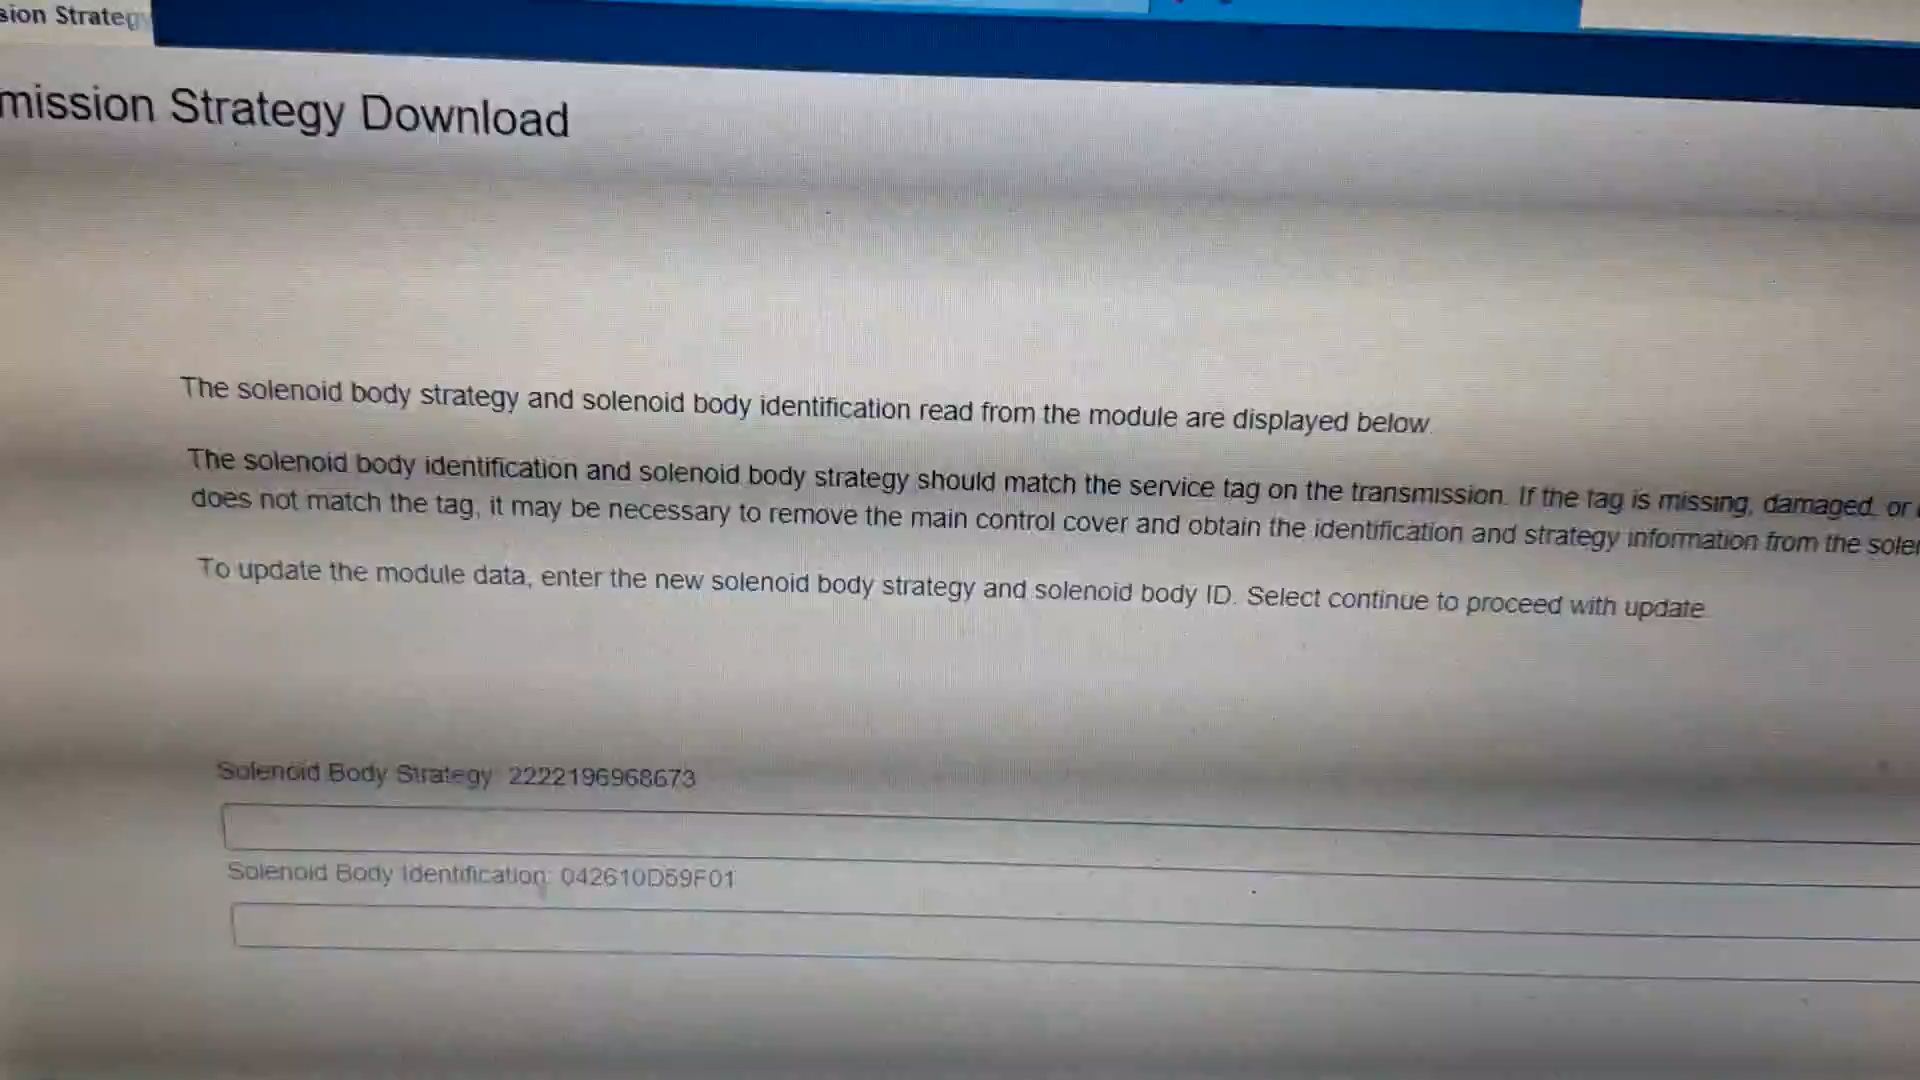 sion Strategy
mission Strategy Download
The solenoid body strategy and solenoid body identification read from the module are displayed below.
The solenoid body identification and solenoid body strategy should match the service tag on the transmission. If the tag is missing, damaged, or
does not match the tag, it may be necessary to remove the main control cover and obtain the identification and strategy information from the solen
To update the module data, enter the new solenoid body strategy and solenoid body ID. Select continue to proceed with update.
Solenoid Body Strategy: 2222196968673
Solenoid Body Identification: 042610D59F01